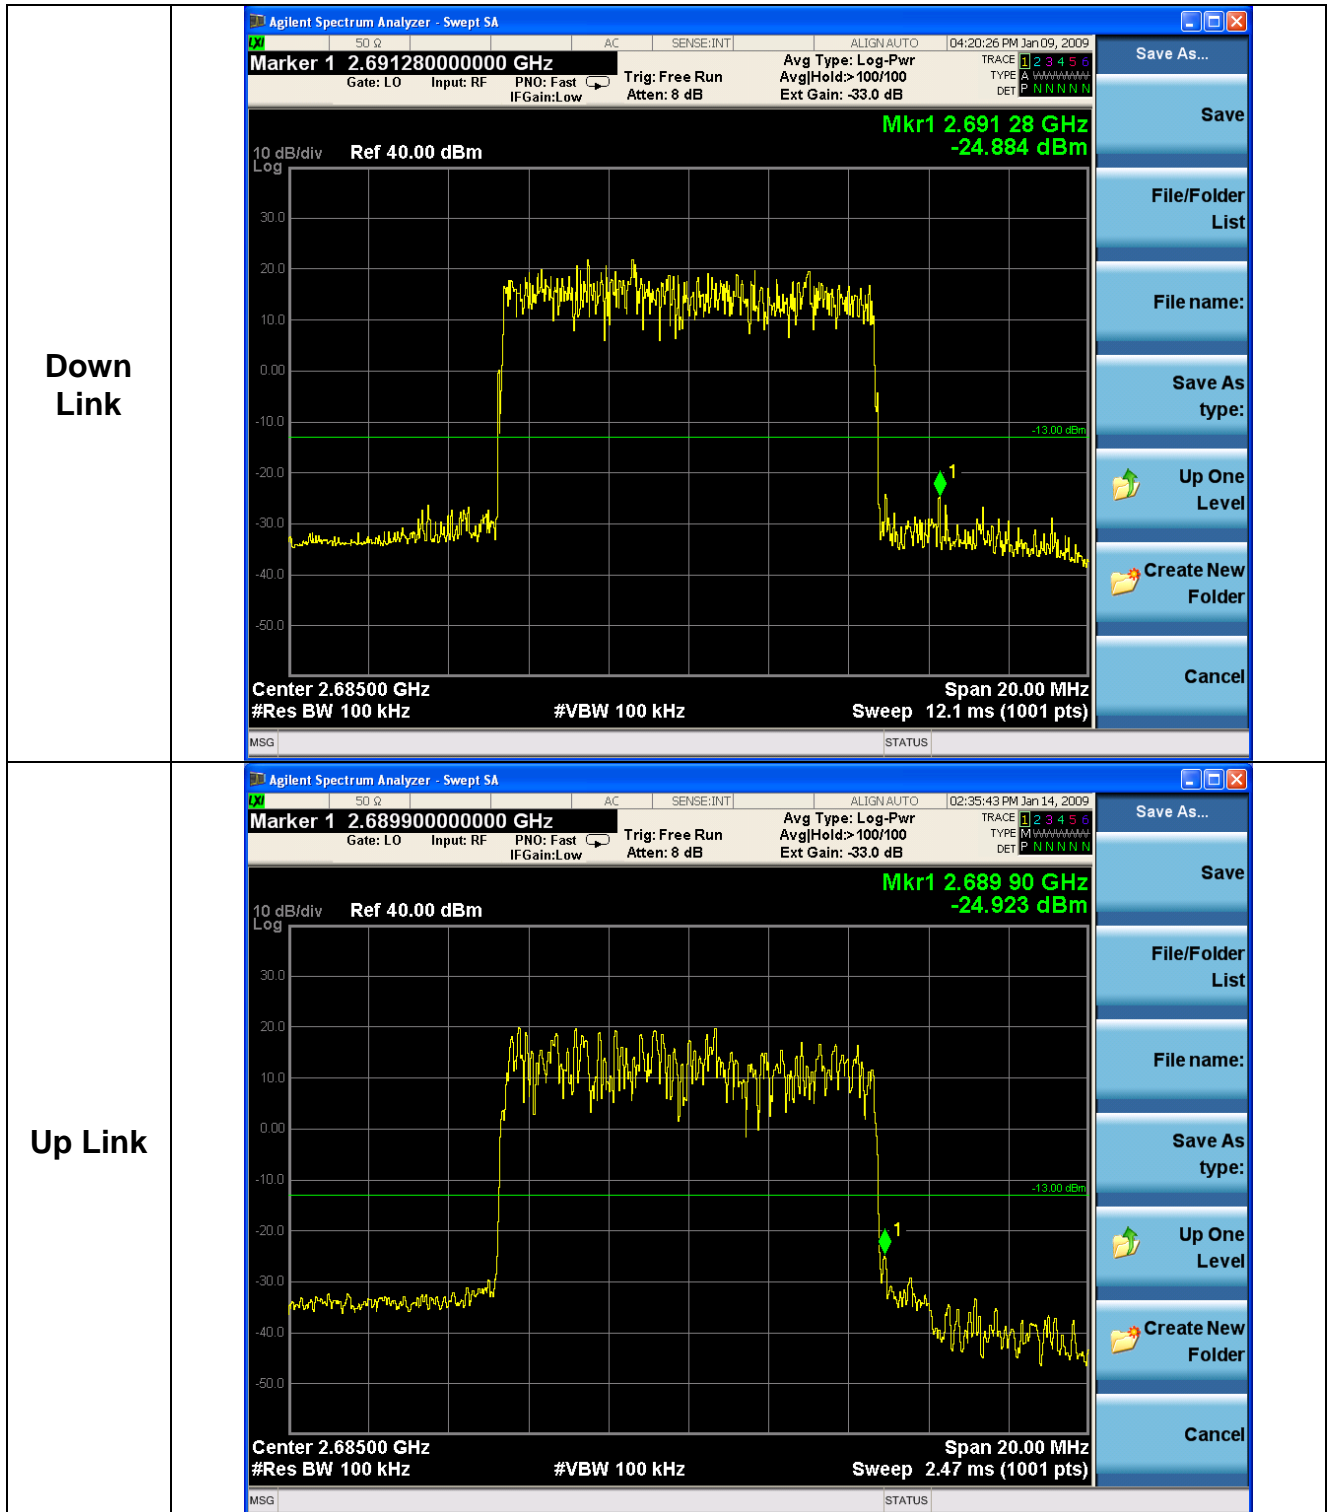 Down
Link
Agilent Spectrum Analyzer - Swept SA
LXI 50 Ω AC SENSE:INT ALIGN AUTO 04:20:26 PM Jan 09, 2009
Marker 1 2.691280000000 GHz
Gate: LO Input: RF PNO: Fast IFGain:Low
Trig: Free Run
Atten: 8 dB
Avg Type: Log-Pwr
Avg|Hold:>100/100
Ext Gain: -33.0 dB
TRACE 1 2 3 4 5 6
TYPE A
DET P N N N N N
Mkr1 2.691 28 GHz
-24.884 dBm
10 dB/div Ref 40.00 dBm
Log
30.0
20.0
10.0
0.00
-10.0
-13.00 dBm
-20.0
1
-30.0
-40.0
-50.0
Center 2.68500 GHz Span 20.00 MHz
#Res BW 100 kHz #VBW 100 kHz Sweep 12.1 ms (1001 pts)
MSG STATUS
Save As...
Save
File/Folder
List
File name:
Save As
type:
Up One
Level
Create New
Folder
Cancel
Up Link
Agilent Spectrum Analyzer - Swept SA
LXI 50 Ω AC SENSE:INT ALIGN AUTO 02:35:43 PM Jan 14, 2009
Marker 1 2.689900000000 GHz
Gate: LO Input: RF PNO: Fast IFGain:Low
Trig: Free Run
Atten: 8 dB
Avg Type: Log-Pwr
Avg|Hold:>100/100
Ext Gain: -33.0 dB
TRACE 1 2 3 4 5 6
TYPE M
DET P N N N N N
Mkr1 2.689 90 GHz
-24.923 dBm
10 dB/div Ref 40.00 dBm
Log
30.0
20.0
10.0
0.00
-10.0
-13.00 dBm
-20.0
1
-30.0
-40.0
-50.0
Center 2.68500 GHz Span 20.00 MHz
#Res BW 100 kHz #VBW 100 kHz Sweep 2.47 ms (1001 pts)
MSG STATUS
Save As...
Save
File/Folder
List
File name:
Save As
type:
Up One
Level
Create New
Folder
Cancel